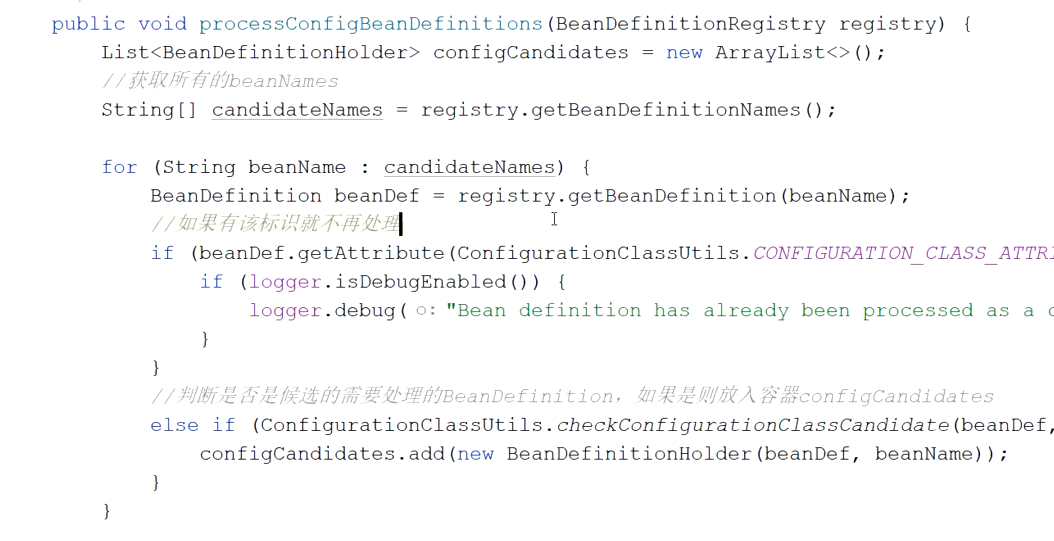 public void processConfigBeanDefinitions(BeanDefinitionRegistry registry) {
List<BeanDefinitionHolder> configCandidates = new ArrayList<>();
//获取所有的beanNames
String[] candidateNames = registry.getBeanDefinitionNames();
for (String beanName : candidateNames) {
BeanDefinition beanDef = registry.getBeanDefinition(beanName);
//如果有该标识就不再处理
if (beanDef.getAttribute(ConfigurationClassUtils.CONFIGURATION_CLASS_ATTRI
if (logger.isDebugEnabled()) {
logger.debug( o: "Bean definition has already been processed as a c
}
}
//判断是否是候选的需要处理的BeanDefinition，如果是则放入容器configCandidates
else if (ConfigurationClassUtils.checkConfigurationClassCandidate(beanDef,
configCandidates.add(new BeanDefinitionHolder(beanDef, beanName));
}
}